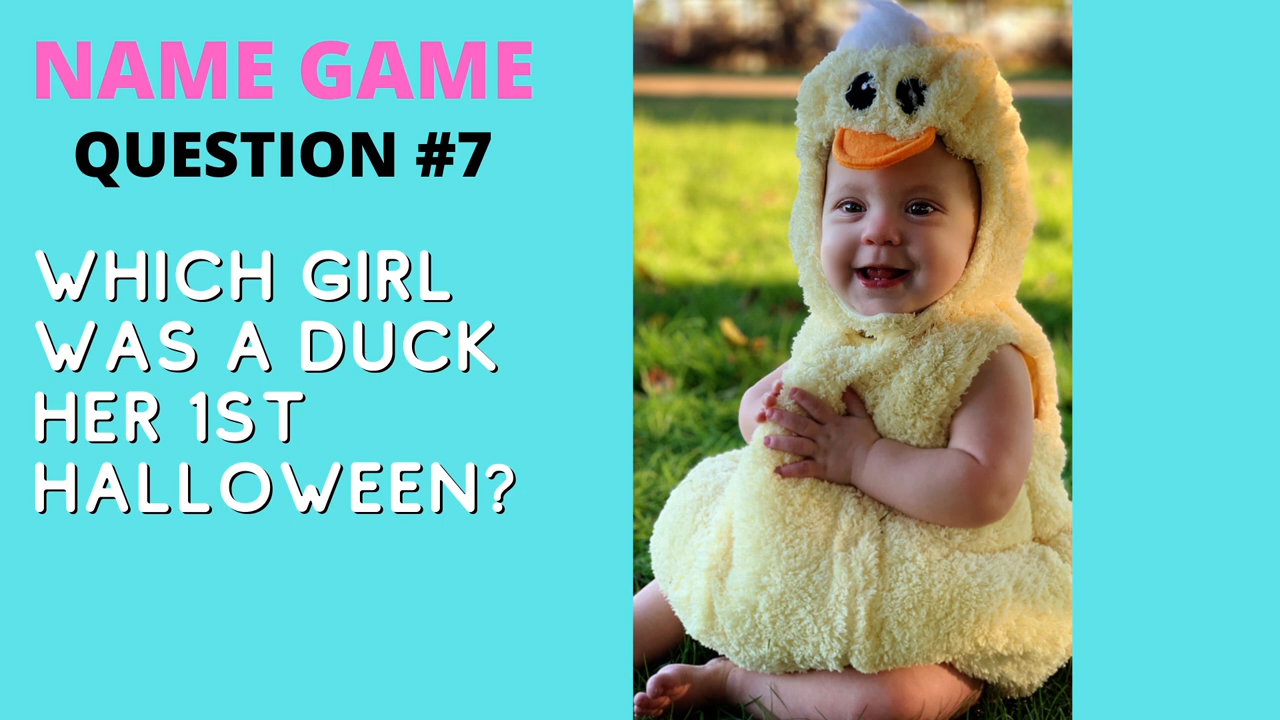 NAME GAME
QUESTION #7
WHICH GIRL
WAS A DUCK
HER 1ST
HALLOWEEN?